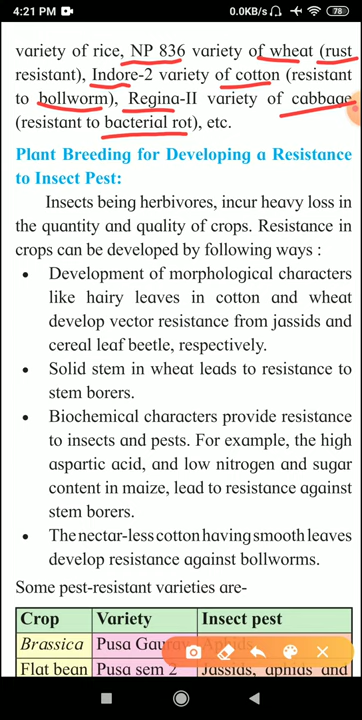 4:21 PM
0.0KB/s
78
variety of rice, NP 836 variety of wheat (rust
resistant), Indore-2 variety of cotton (resistant
to bollworm), Regina-II variety of cabbage
(resistant to bacterial rot), etc.
Plant Breeding for Developing a Resistance
to Insect Pest:
Insects being herbivores, incur heavy loss in
the quantity and quality of crops. Resistance in
crops can be developed by following ways :
• Development of morphological characters
like hairy leaves in cotton and wheat
develop vector resistance from jassids and
cereal leaf beetle, respectively.
• Solid stem in wheat leads to resistance to
stem borers.
• Biochemical characters provide resistance
to insects and pests. For example, the high
aspartic acid, and low nitrogen and sugar
content in maize, lead to resistance against
stem borers.
• The nectar-less cotton having smooth leaves
develop resistance against bollworms.
Some pest-resistant varieties are-
Crop Variety Insect pest
Brassica Pusa Gaurav Aphids
Flat bean Pusa sem 2 Jassids, aphids and